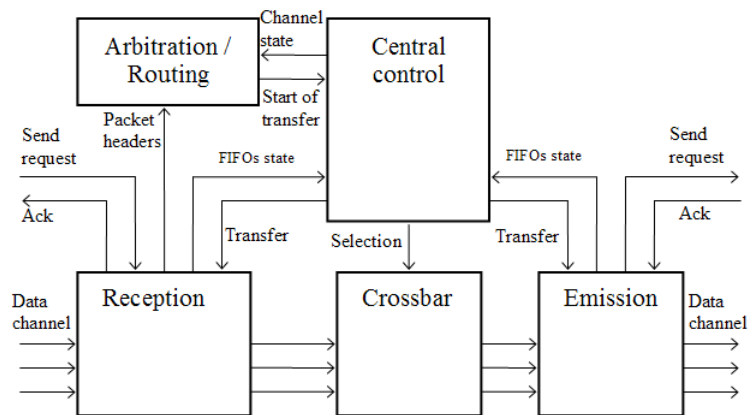 Arbitration /
Routing
Channel
state
Start of
transfer
Central
control
Packet
headers
Send
request
Ack
FIFOs state
FIFOs state
Send
request
Ack
Transfer
Selection
Transfer
Data
channel
Reception
Crossbar
Emission
Data
channel